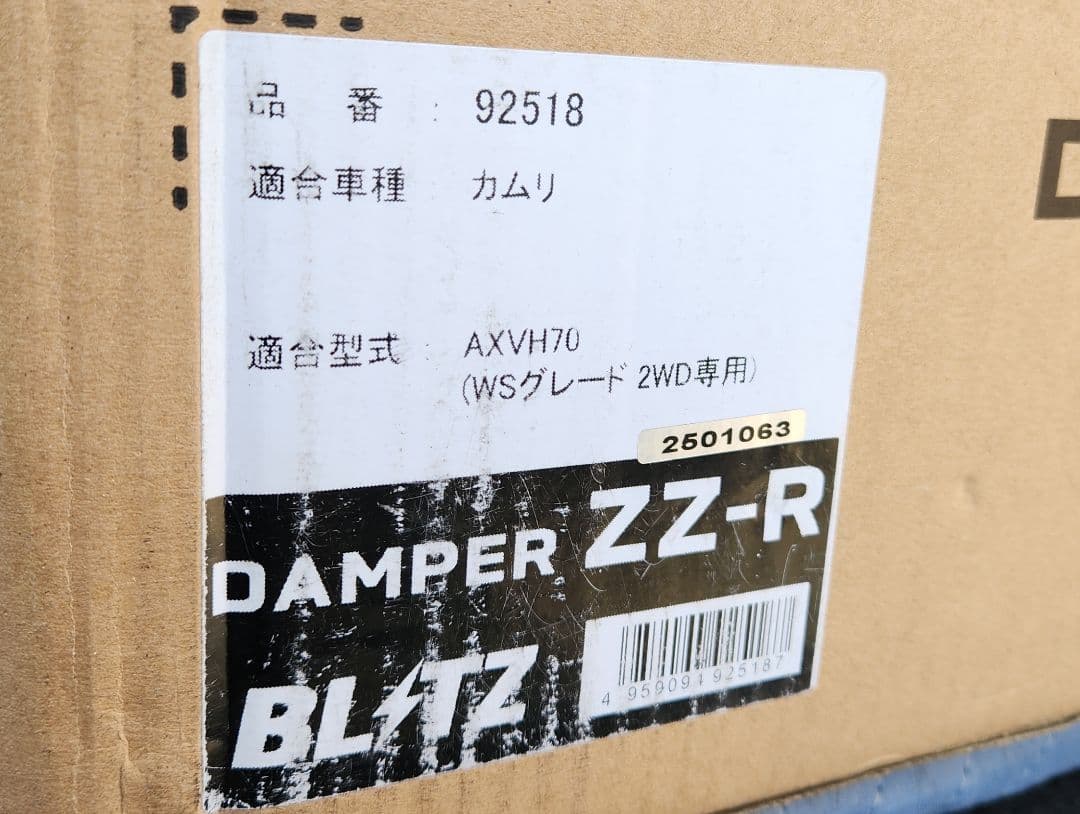 品 番 : 92518
適合車種 カムリ
適合型式 : AXVH70
(WSグレード 2WD専用)
2501063
DAMPER ZZ-R
BLITZ
4 959094 925187